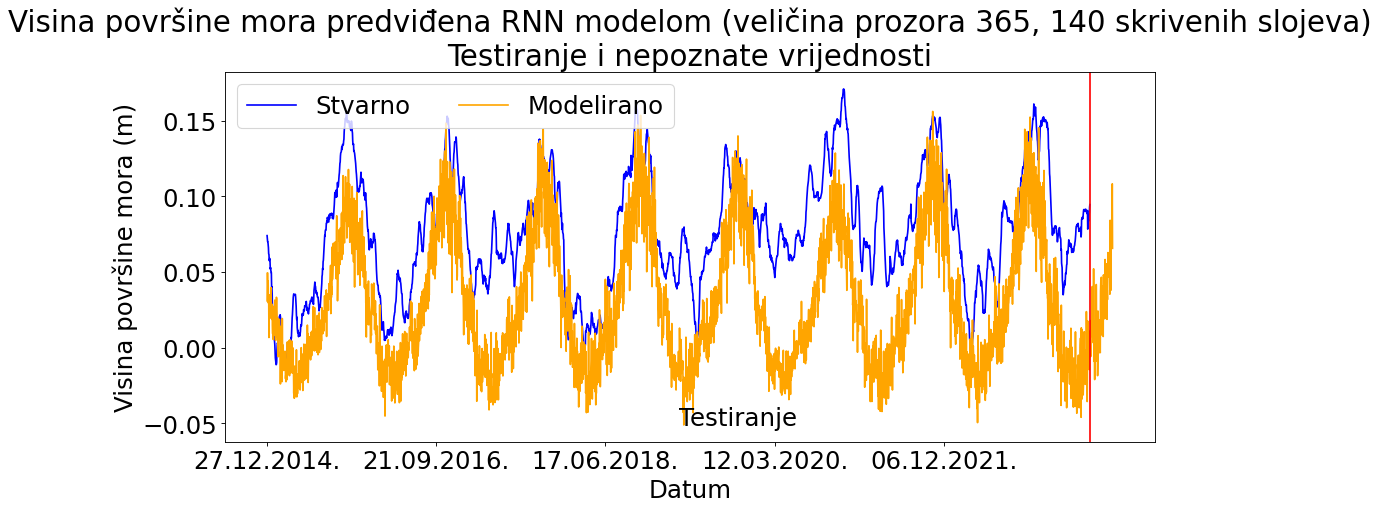 Visina površine mora predviđena RNN modelom (veličina prozora 365, 140 skrivenih slojeva)
Testiranje i nepoznate vrijednosti
Stvarno Modelirano
Visina površine mora (m)
0.15
0.10
0.05
0.00
−0.05
Testiranje
27.12.2014. 21.09.2016. 17.06.2018. 12.03.2020. 06.12.2021.
Datum